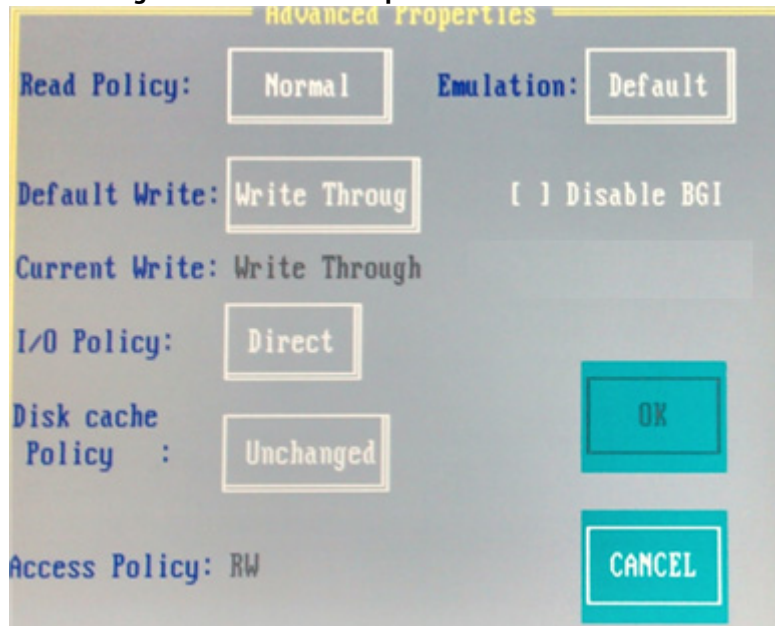 Advanced Properties
Read Policy: Normal Emulation: Default
Default Write: Write Throug [ ] Disable BGI
Current Write: Write Through
I/O Policy: Direct
OK
Disk cache
Policy : Unchanged
Access Policy: RW CANCEL